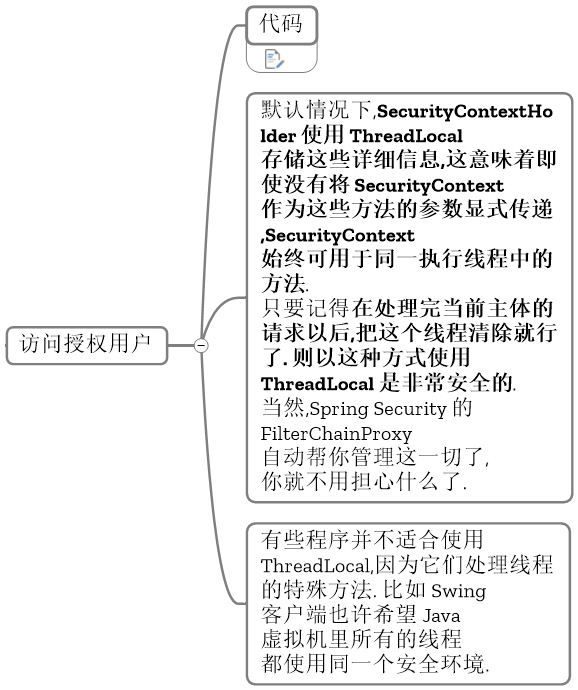 代码
默认情况下,SecurityContextHo
lder 使用 ThreadLocal
存储这些详细信息,这意味着即
使没有将 SecurityContext
作为这些方法的参数显式传递
,SecurityContext
始终可用于同一执行线程中的
方法.
只要记得在处理完当前主体的
请求以后,把这个线程清除就行
了. 则以这种方式使用
ThreadLocal 是非常安全的.
当然,Spring Security 的
FilterChainProxy
自动帮你管理这一切了,
你就不用担心什么了.
访问授权用户
有些程序并不适合使用
ThreadLocal,因为它们处理线程
的特殊方法. 比如 Swing
客户端也许希望 Java
虚拟机里所有的线程
都使用同一个安全环境.